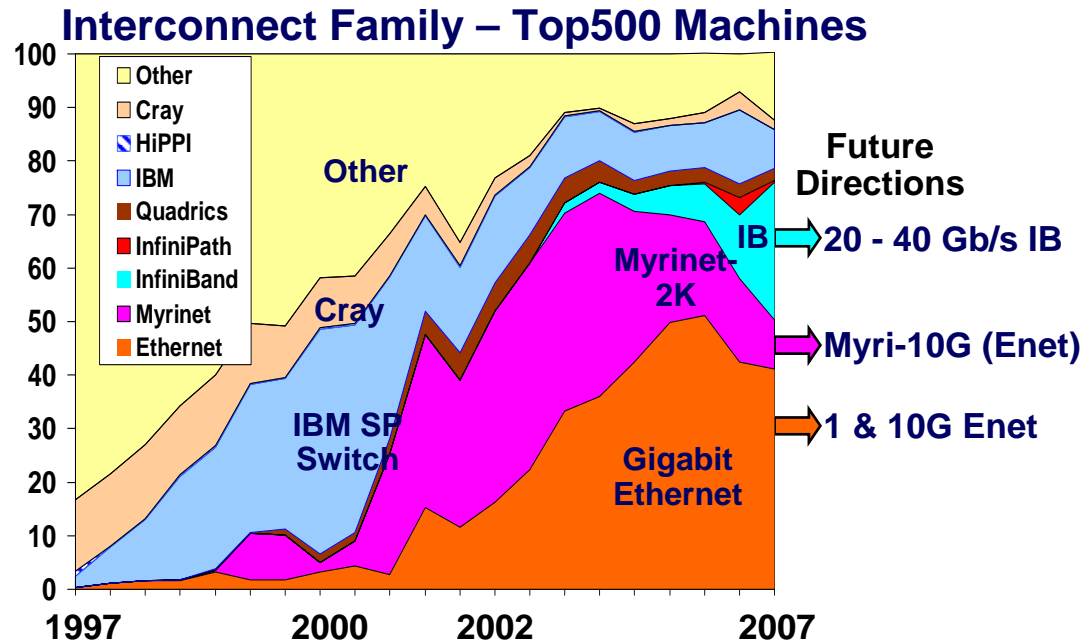 Interconnect Family – Top500 Machines
100
90
80
70
60
50
40
30
20
10
0
Other
Cray
HiPPI
IBM
Quadrics
InfiniPath
InfiniBand
Myrinet
Ethernet
Other
Cray
IBM SP
Switch
Myrinet-
2K
IB
Gigabit
Ethernet
Future
Directions
20 - 40 Gb/s IB
Myri-10G (Enet)
1 & 10G Enet
1997
2000
2002
2007